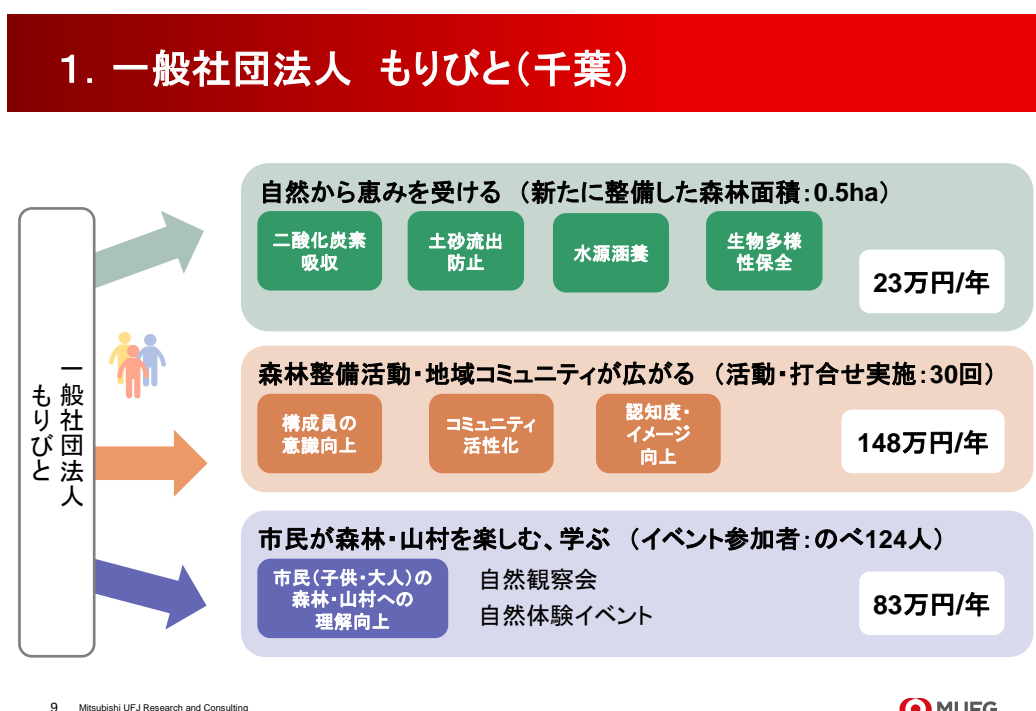 1．一般社団法人　もりびと（千葉）
一般社団法人
もりびと
自然から恵みを受ける　（新たに整備した森林面積：0.5ha）
二酸化炭素
吸収
土砂流出
防止
水源涵養
生物多様
性保全
23万円/年
森林整備活動・地域コミュニティが広がる　（活動・打合せ実施：30回）
構成員の
意識向上
コミュニティ
活性化
認知度・
イメージ
向上
148万円/年
市民が森林・山村を楽しむ、学ぶ　（イベント参加者：のべ124人）
市民（子供・大人）の
森林・山村への
理解向上
自然観察会
自然体験イベント
83万円/年
9 Mitsubishi UFJ Research and Consulting
MUFG